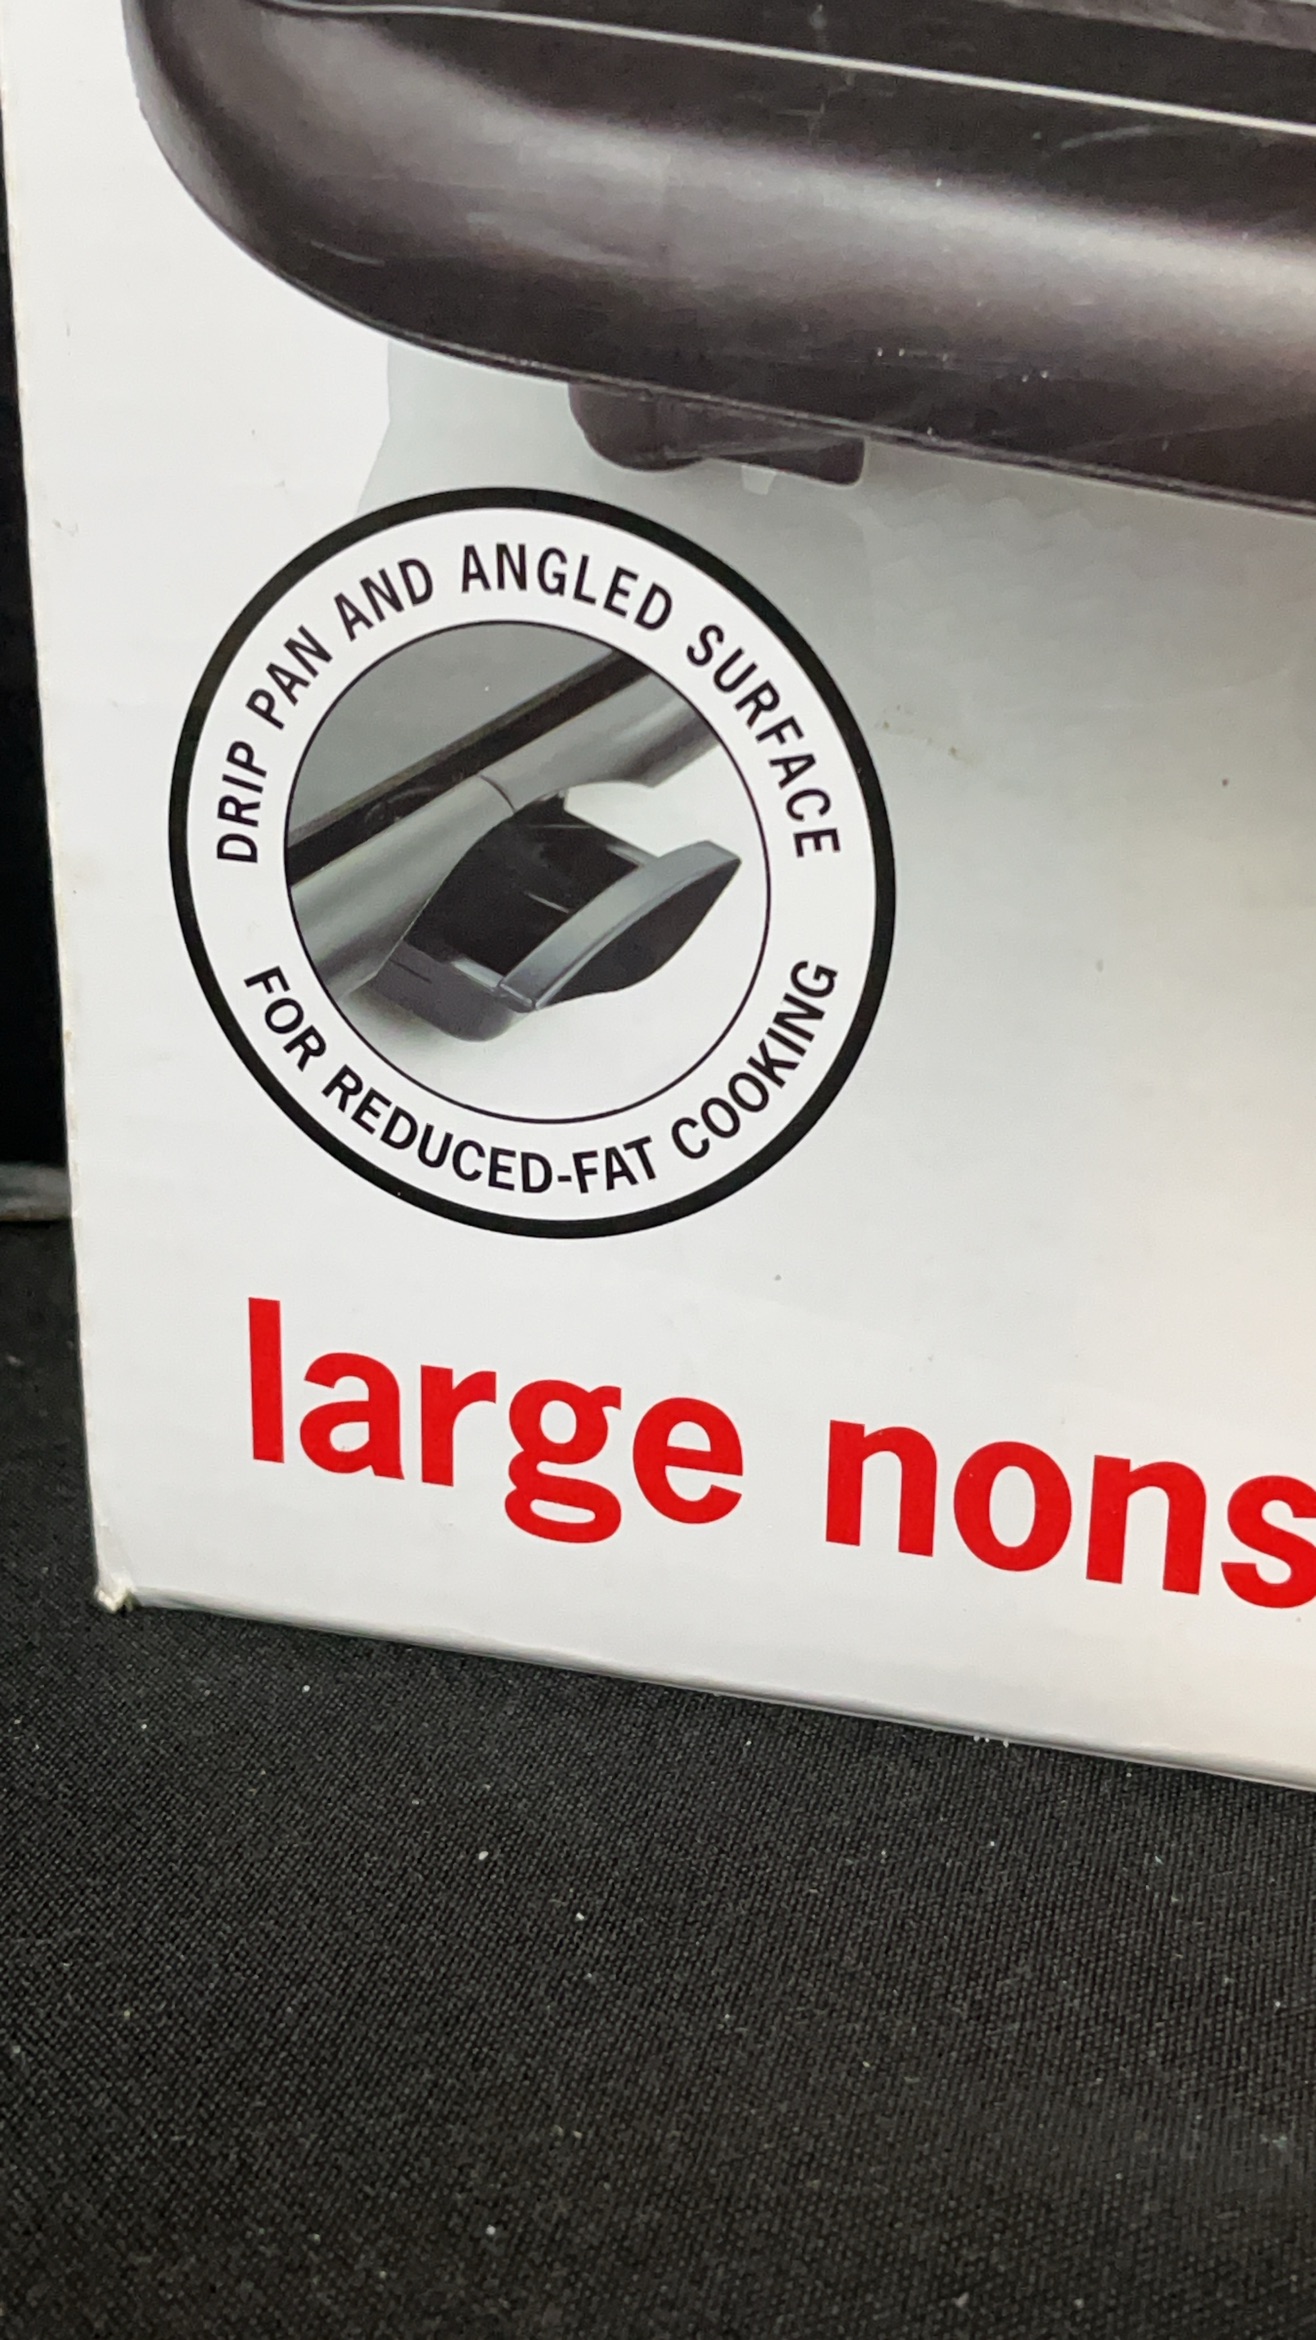 DRIP PAN AND ANGLED SURFACE
FOR REDUCED-FAT COOKING
large nons